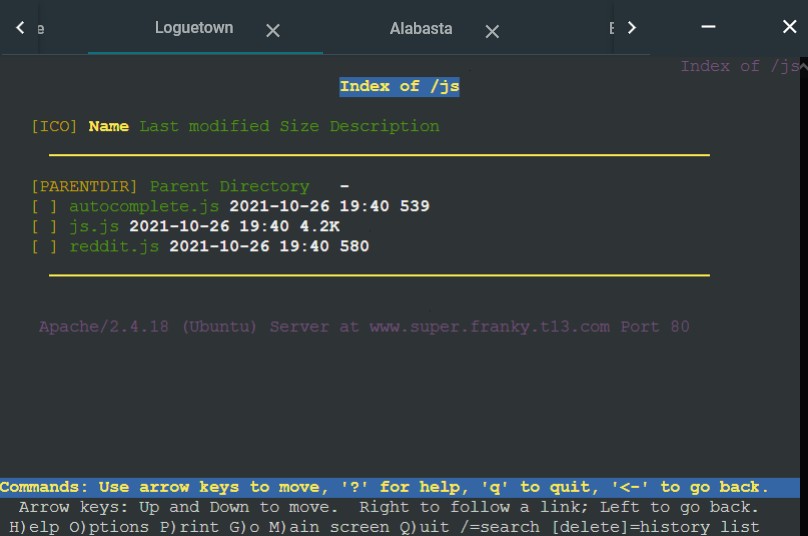 e
Loguetown
Alabasta
Index of /js
Index of /js
[ICO] Name Last modified Size Description
[PARENTDIR] Parent Directory -
[ ] autocomplete.js 2021-10-26 19:40 539
[ ] js.js 2021-10-26 19:40 4.2K
[ ] reddit.js 2021-10-26 19:40 580
Apache/2.4.18 (Ubuntu) Server at www.super.franky.t13.com Port 80
Commands: Use arrow keys to move, '?' for help, 'q' to quit, '<-' to go back.
Arrow keys: Up and Down to move. Right to follow a link; Left to go back.
H)elp O)ptions P)rint G)o M)ain screen Q)uit /=search [delete]=history list